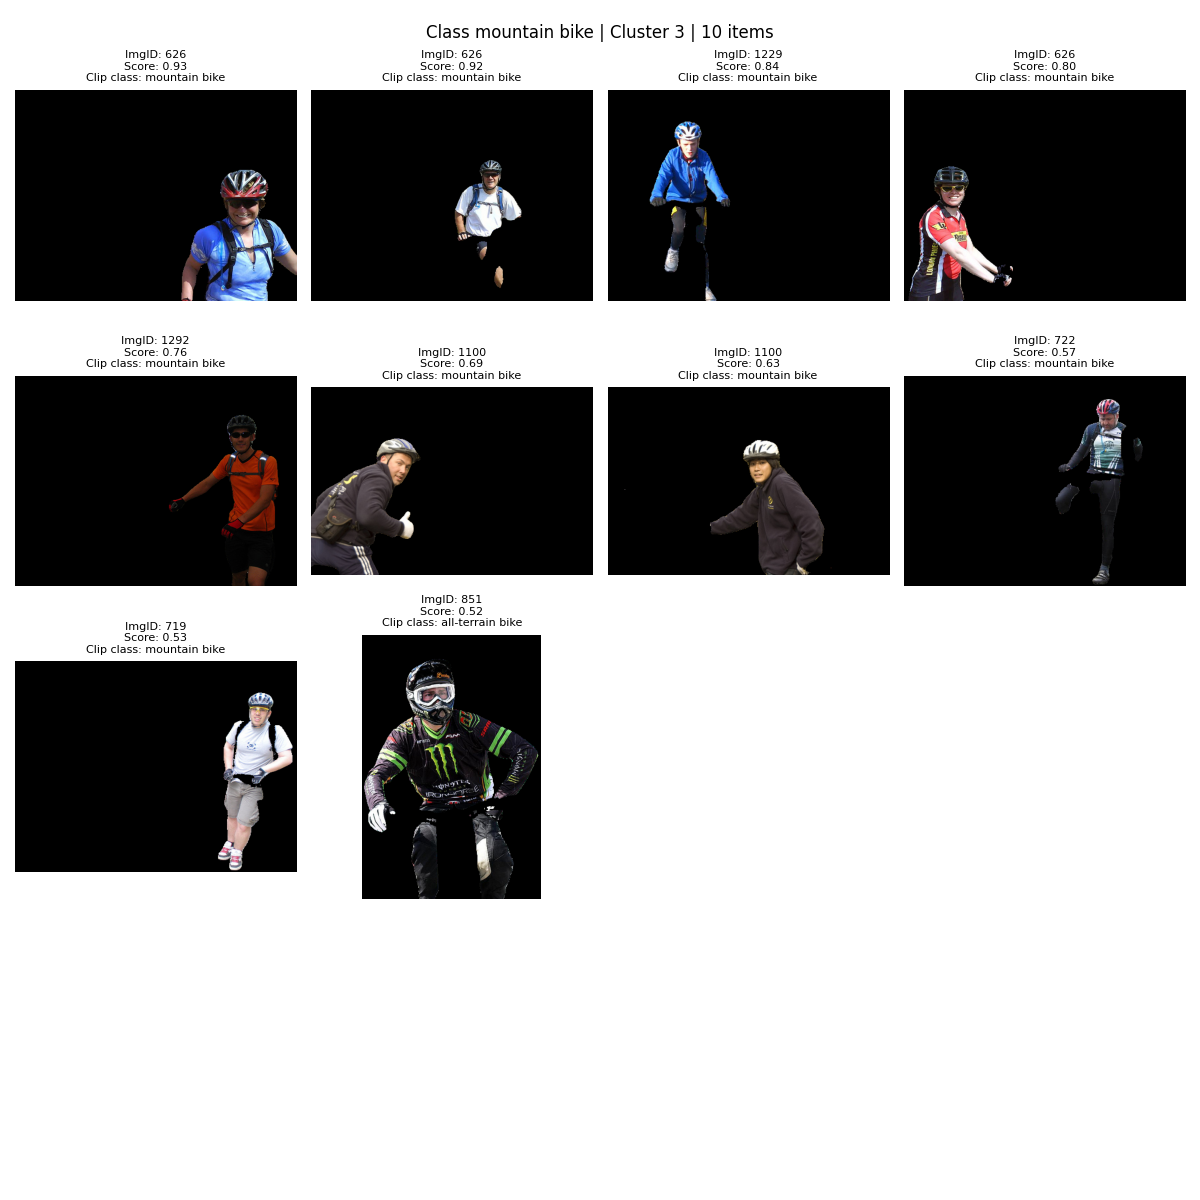 Class mountain bike | Cluster 3 | 10 items
ImgID: 626
Score: 0.93
Clip class: mountain bike
ImgID: 626
Score: 0.92
Clip class: mountain bike
ImgID: 1229
Score: 0.84
Clip class: mountain bike
ImgID: 626
Score: 0.80
Clip class: mountain bike
ImgID: 1292
Score: 0.76
Clip class: mountain bike
ImgID: 1100
Score: 0.69
Clip class: mountain bike
ImgID: 1100
Score: 0.63
Clip class: mountain bike
ImgID: 722
Score: 0.57
Clip class: mountain bike
ImgID: 719
Score: 0.53
Clip class: mountain bike
ImgID: 851
Score: 0.52
Clip class: all-terrain bike
MONSTER